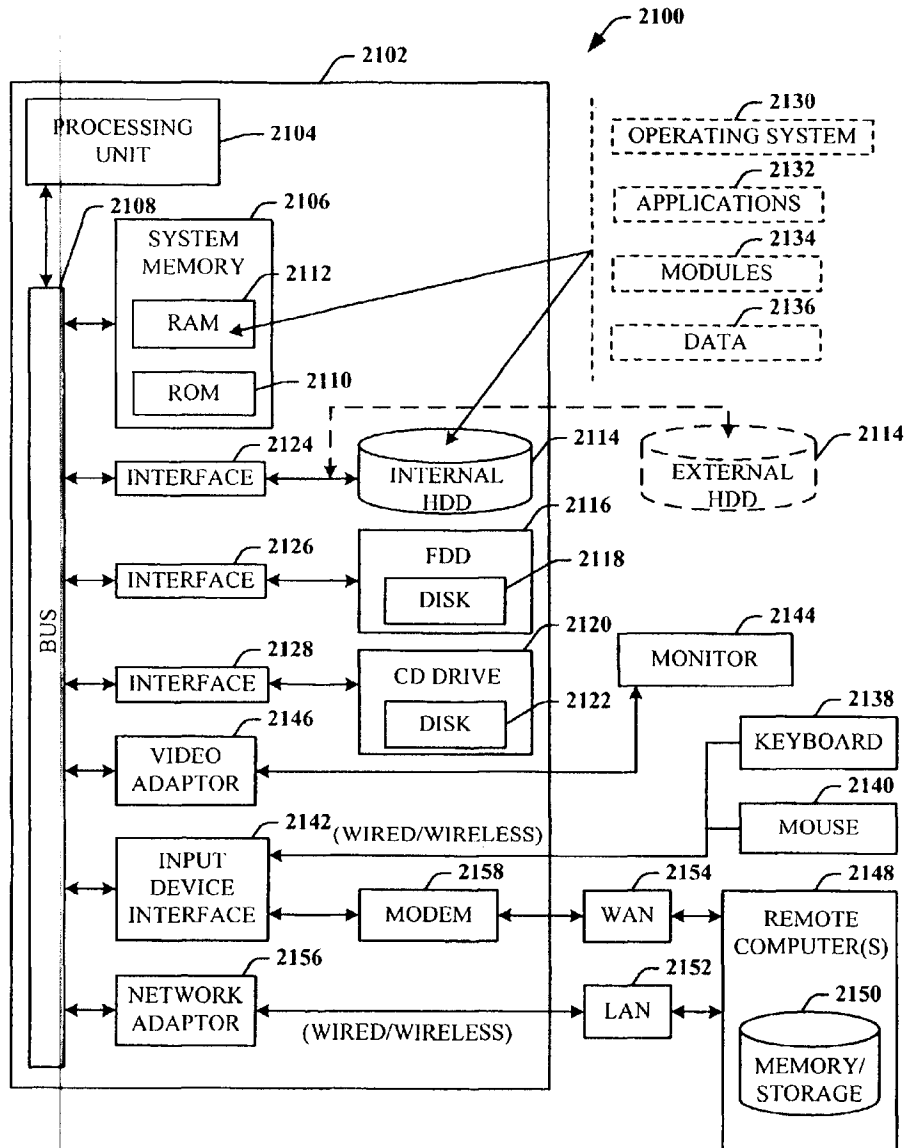 2100
2102
PROCESSING
UNIT
2104
2108
2106
SYSTEM
MEMORY
2112
RAM
ROM
2110
2130
OPERATING SYSTEM
2132
APPLICATIONS
2134
MODULES
2136
DATA
2124
INTERFACE
INTERNAL
HDD
2114
EXTERNAL
HDD
2114
2126
INTERFACE
2116
FDD
2118
DISK
BUS
2128
INTERFACE
2120
CD DRIVE
2122
DISK
2144
MONITOR
2146
VIDEO
ADAPTOR
2138
KEYBOARD
2140
MOUSE
2142
INPUT
DEVICE
INTERFACE
(WIRED/WIRELESS)
2158
MODEM
2154
WAN
2148
REMOTE
COMPUTER(S)
2156
NETWORK
ADAPTOR
(WIRED/WIRELESS)
2152
LAN
2150
MEMORY/
STORAGE